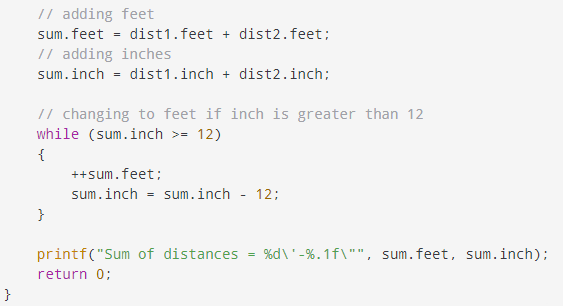 // adding feet
sum.feet = dist1.feet + dist2.feet;
// adding inches
sum.inch = dist1.inch + dist2.inch;
// changing to feet if inch is greater than 12
while (sum.inch >= 12)
{
++sum.feet;
sum.inch = sum.inch - 12;
}
printf("Sum of distances = %d\'-%.1f\"", sum.feet, sum.inch);
return 0;
}